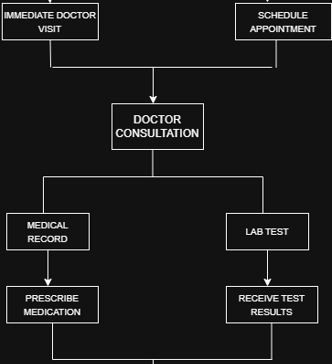 IMMEDIATE DOCTOR
VISIT
SCHEDULE
APPOINTMENT
DOCTOR
CONSULTATION
MEDICAL
RECORD
LAB TEST
PRESCRIBE
MEDICATION
RECEIVE TEST
RESULTS